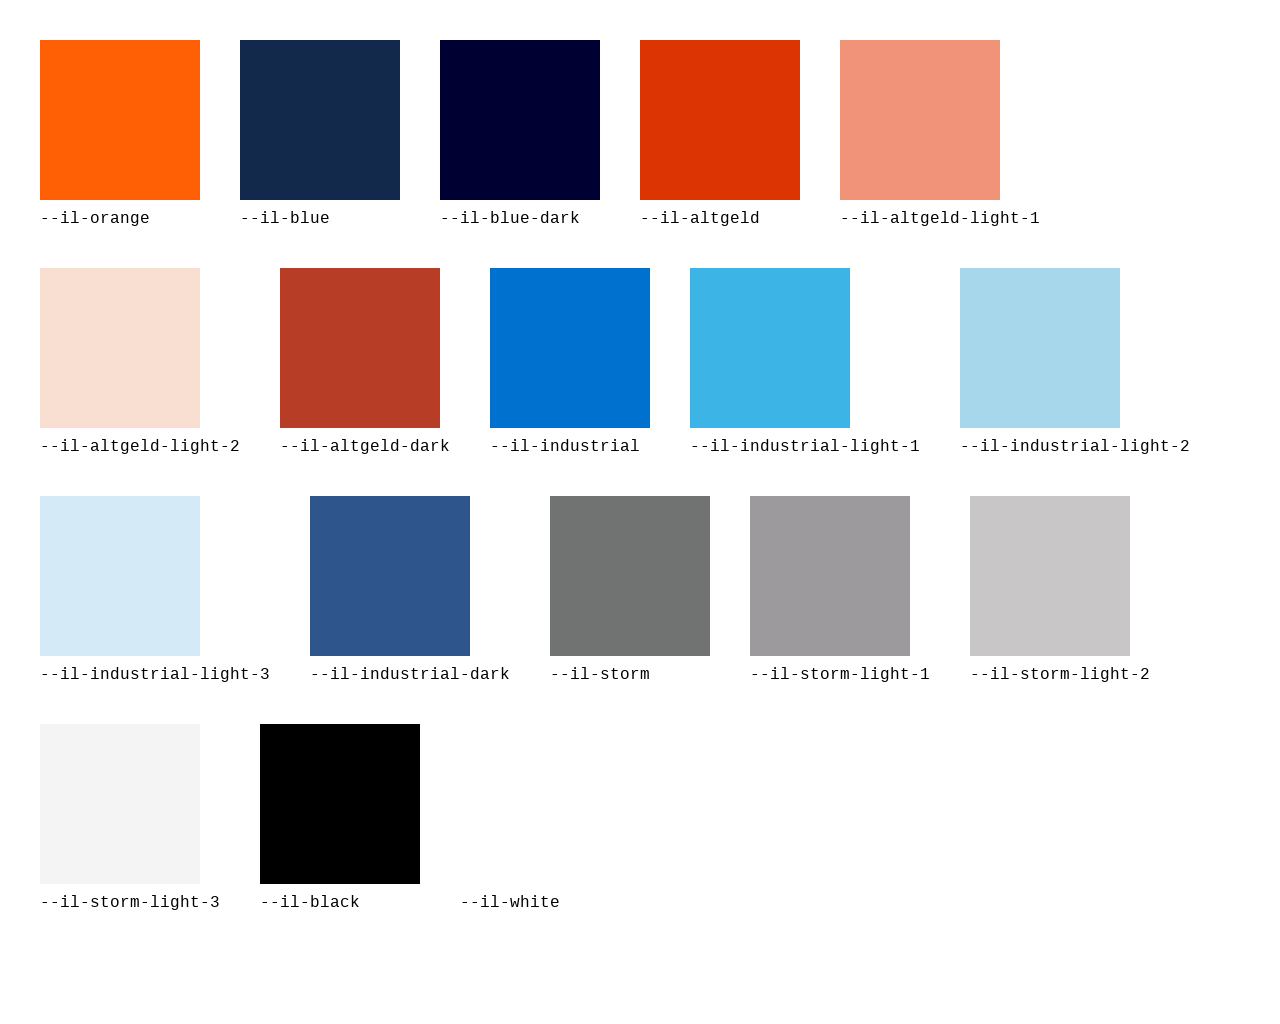 --il-orange --il-blue --il-blue-dark --il-altgeld --il-altgeld-light-1
--il-altgeld-light-2 --il-altgeld-dark --il-industrial --il-industrial-light-1 --il-industrial-light-2
--il-industrial-light-3 --il-industrial-dark --il-storm --il-storm-light-1 --il-storm-light-2
--il-storm-light-3 --il-black --il-white